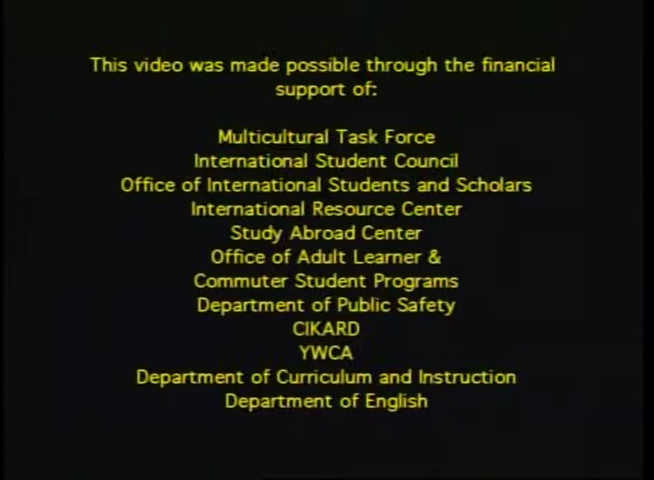 This video was made possible through the financial
support of:
Multicultural Task Force
International Student Council
Office of International Students and Scholars
International Resource Center
Study Abroad Center
Office of Adult Learner &
Commuter Student Programs
Department of Public Safety
CIKARD
YWCA
Department of Curriculum and Instruction
Department of English